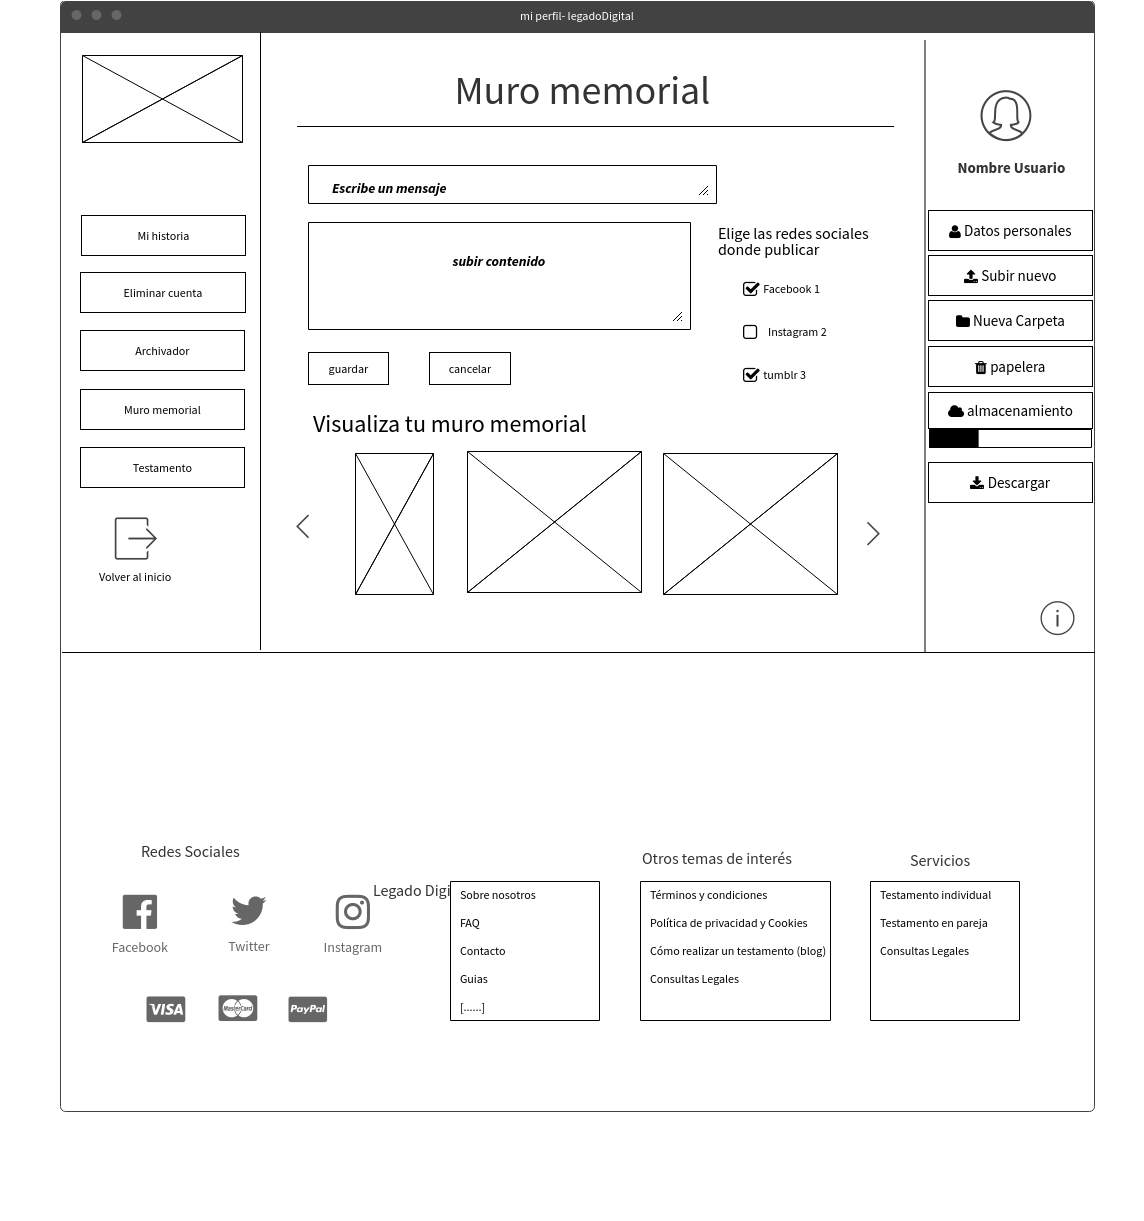 mi perfil- legadoDigital
Mi historia
Eliminar cuenta
Archivador
Muro memorial
Testamento
Volver al inicio
Muro memorial
Escribe un mensaje
subir contenido
Elige las redes sociales
donde publicar
Facebook 1
Instagram 2
tumblr 3
guardar
cancelar
Visualiza tu muro memorial
Nombre Usuario
Datos personales
Subir nuevo
Nueva Carpeta
papelera
almacenamiento
Descargar
i
Redes Sociales
Facebook
Twitter
Instagram
VISA
MasterCard
PayPal
Legado Digi
Sobre nosotros
FAQ
Contacto
Guias
[......]
Otros temas de interés
Términos y condiciones
Política de privacidad y Cookies
Cómo realizar un testamento (blog)
Consultas Legales
Servicios
Testamento individual
Testamento en pareja
Consultas Legales